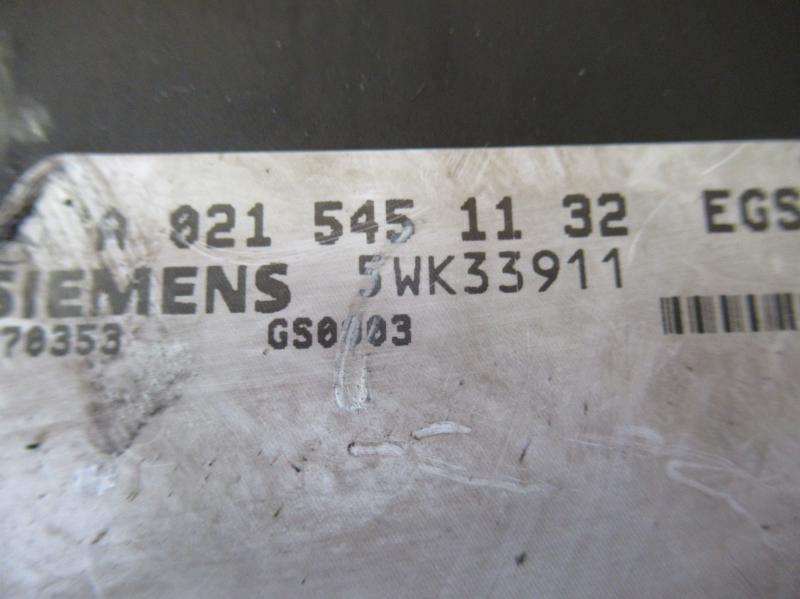 A 021 545 11 32 EGS
SIEMENS 5WK33911
70353 GS0003